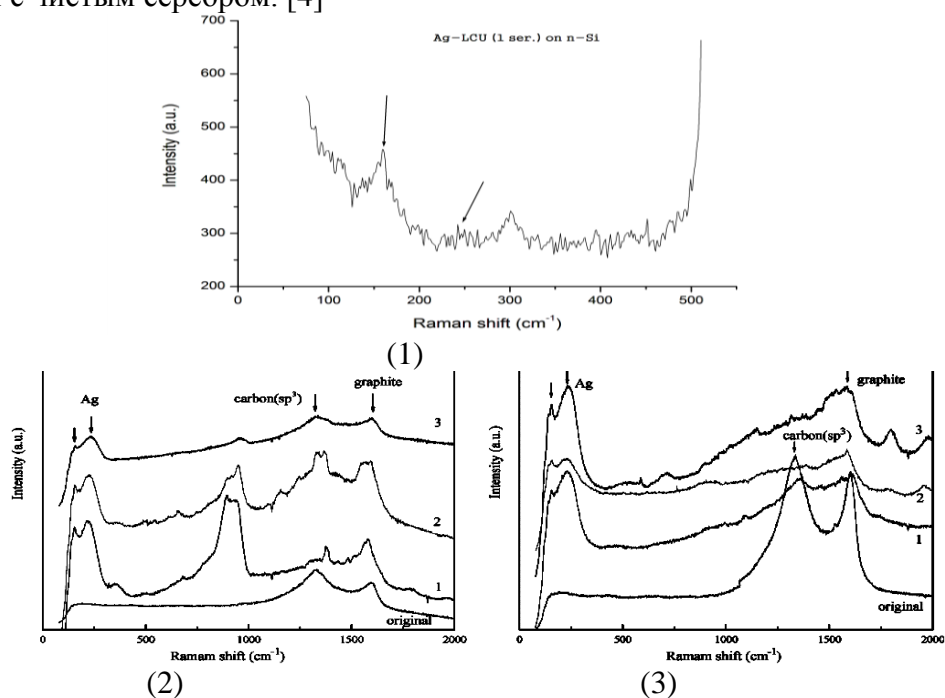 с чистым серебром. [4]
700
Ag-LCU (1 ser.) on n-Si
600
500
400
300
200
Intensity (a.u.)
0 100 200 300 400 500
Raman shift (cm⁻¹)
(1)
Ag
carbon(sp³)
graphite
3
2
1
original
Intensity (a.u.)
0 500 1000 1500 2000
Ramam shift (cm⁻¹)
(2)
Ag
graphite
carbon(sp³)
3
2
1
original
Intensity (a.u.)
0 500 1000 1500 2000
Ramam shift (cm⁻¹)
(3)